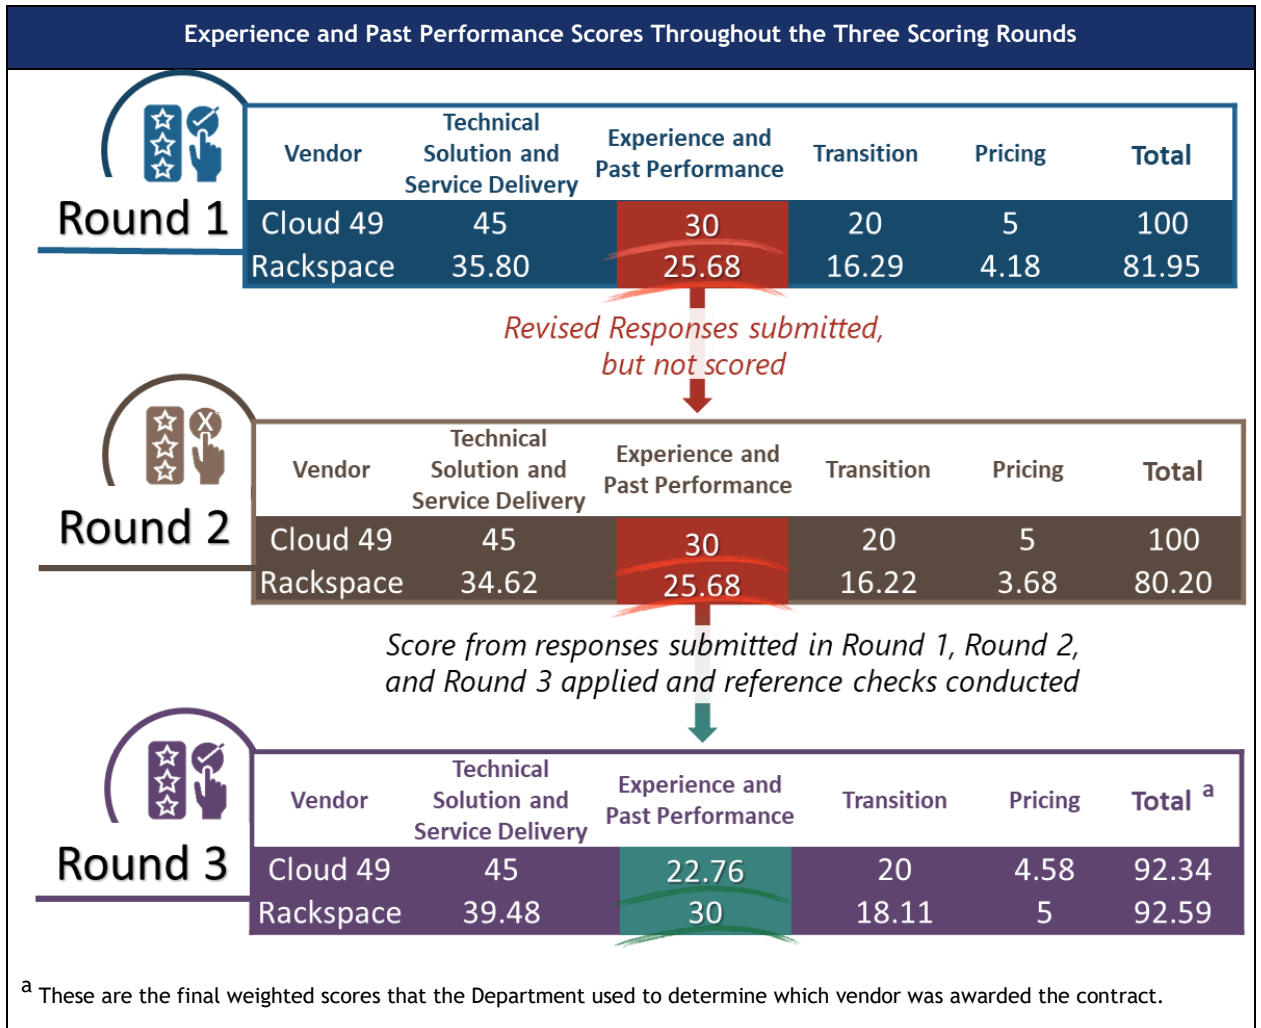 Experience and Past Performance Scores Throughout the Three Scoring Rounds
Round 1
Vendor Technical Solution and Service Delivery Experience and Past Performance Transition Pricing Total
Cloud 49 45 30 20 5 100
Rackspace 35.80 25.68 16.29 4.18 81.95
Revised Responses submitted,
but not scored
Round 2
Vendor Technical Solution and Service Delivery Experience and Past Performance Transition Pricing Total
X
Cloud 49 45 30 20 5 100
Rackspace 34.62 25.68 16.22 3.68 80.20
Score from responses submitted in Round 1, Round 2,
and Round 3 applied and reference checks conducted
Round 3
Vendor Technical Solution and Service Delivery Experience and Past Performance Transition Pricing Total a
Cloud 49 45 22.76 20 4.58 92.34
Rackspace 39.48 30 18.11 5 92.59
a These are the final weighted scores that the Department used to determine which vendor was awarded the contract.